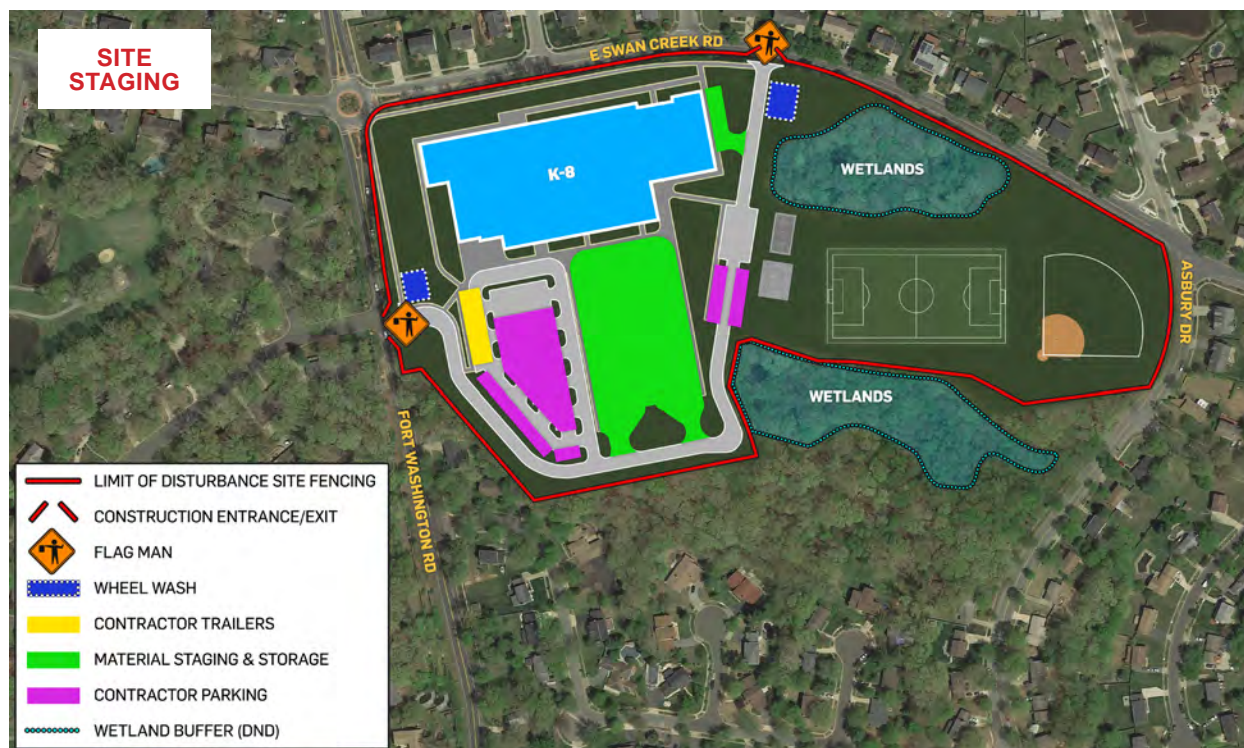 SITE
STAGING
E SWAN CREEK RD
K-8
WETLANDS
ASBURY DR
WETLANDS
FORT WASHINGTON RD
LIMIT OF DISTURBANCE SITE FENCING
CONSTRUCTION ENTRANCE/EXIT
FLAG MAN
WHEEL WASH
CONTRACTOR TRAILERS
MATERIAL STAGING & STORAGE
CONTRACTOR PARKING
WETLAND BUFFER (DND)